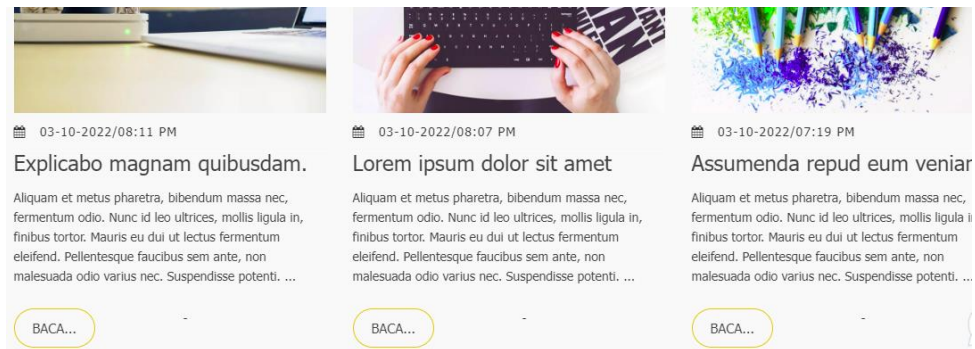 03-10-2022/08:11 PM
Explicabo magnam quibusdam.
Aliquam et metus pharetra, bibendum massa nec,
fermentum odio. Nunc id leo ultrices, mollis ligula in,
finibus tortor. Mauris eu dui ut lectus fermentum
eleifend. Pellentesque faucibus sem ante, non
malesuada odio varius nec. Suspendisse potenti. ...
BACA...
-
03-10-2022/08:07 PM
Lorem ipsum dolor sit amet
Aliquam et metus pharetra, bibendum massa nec,
fermentum odio. Nunc id leo ultrices, mollis ligula in,
finibus tortor. Mauris eu dui ut lectus fermentum
eleifend. Pellentesque faucibus sem ante, non
malesuada odio varius nec. Suspendisse potenti. ...
BACA...
-
03-10-2022/07:19 PM
Assumenda repud eum
Aliquam et metus pharetra, bibendum massa nec,
fermentum odio. Nunc id leo ultrices, mollis ligula
finibus tortor. Mauris eu dui ut lectus fermentum
eleifend. Pellentesque faucibus sem ante, non
malesuada odio varius nec. Suspendisse potenti. ...
BACA...
-